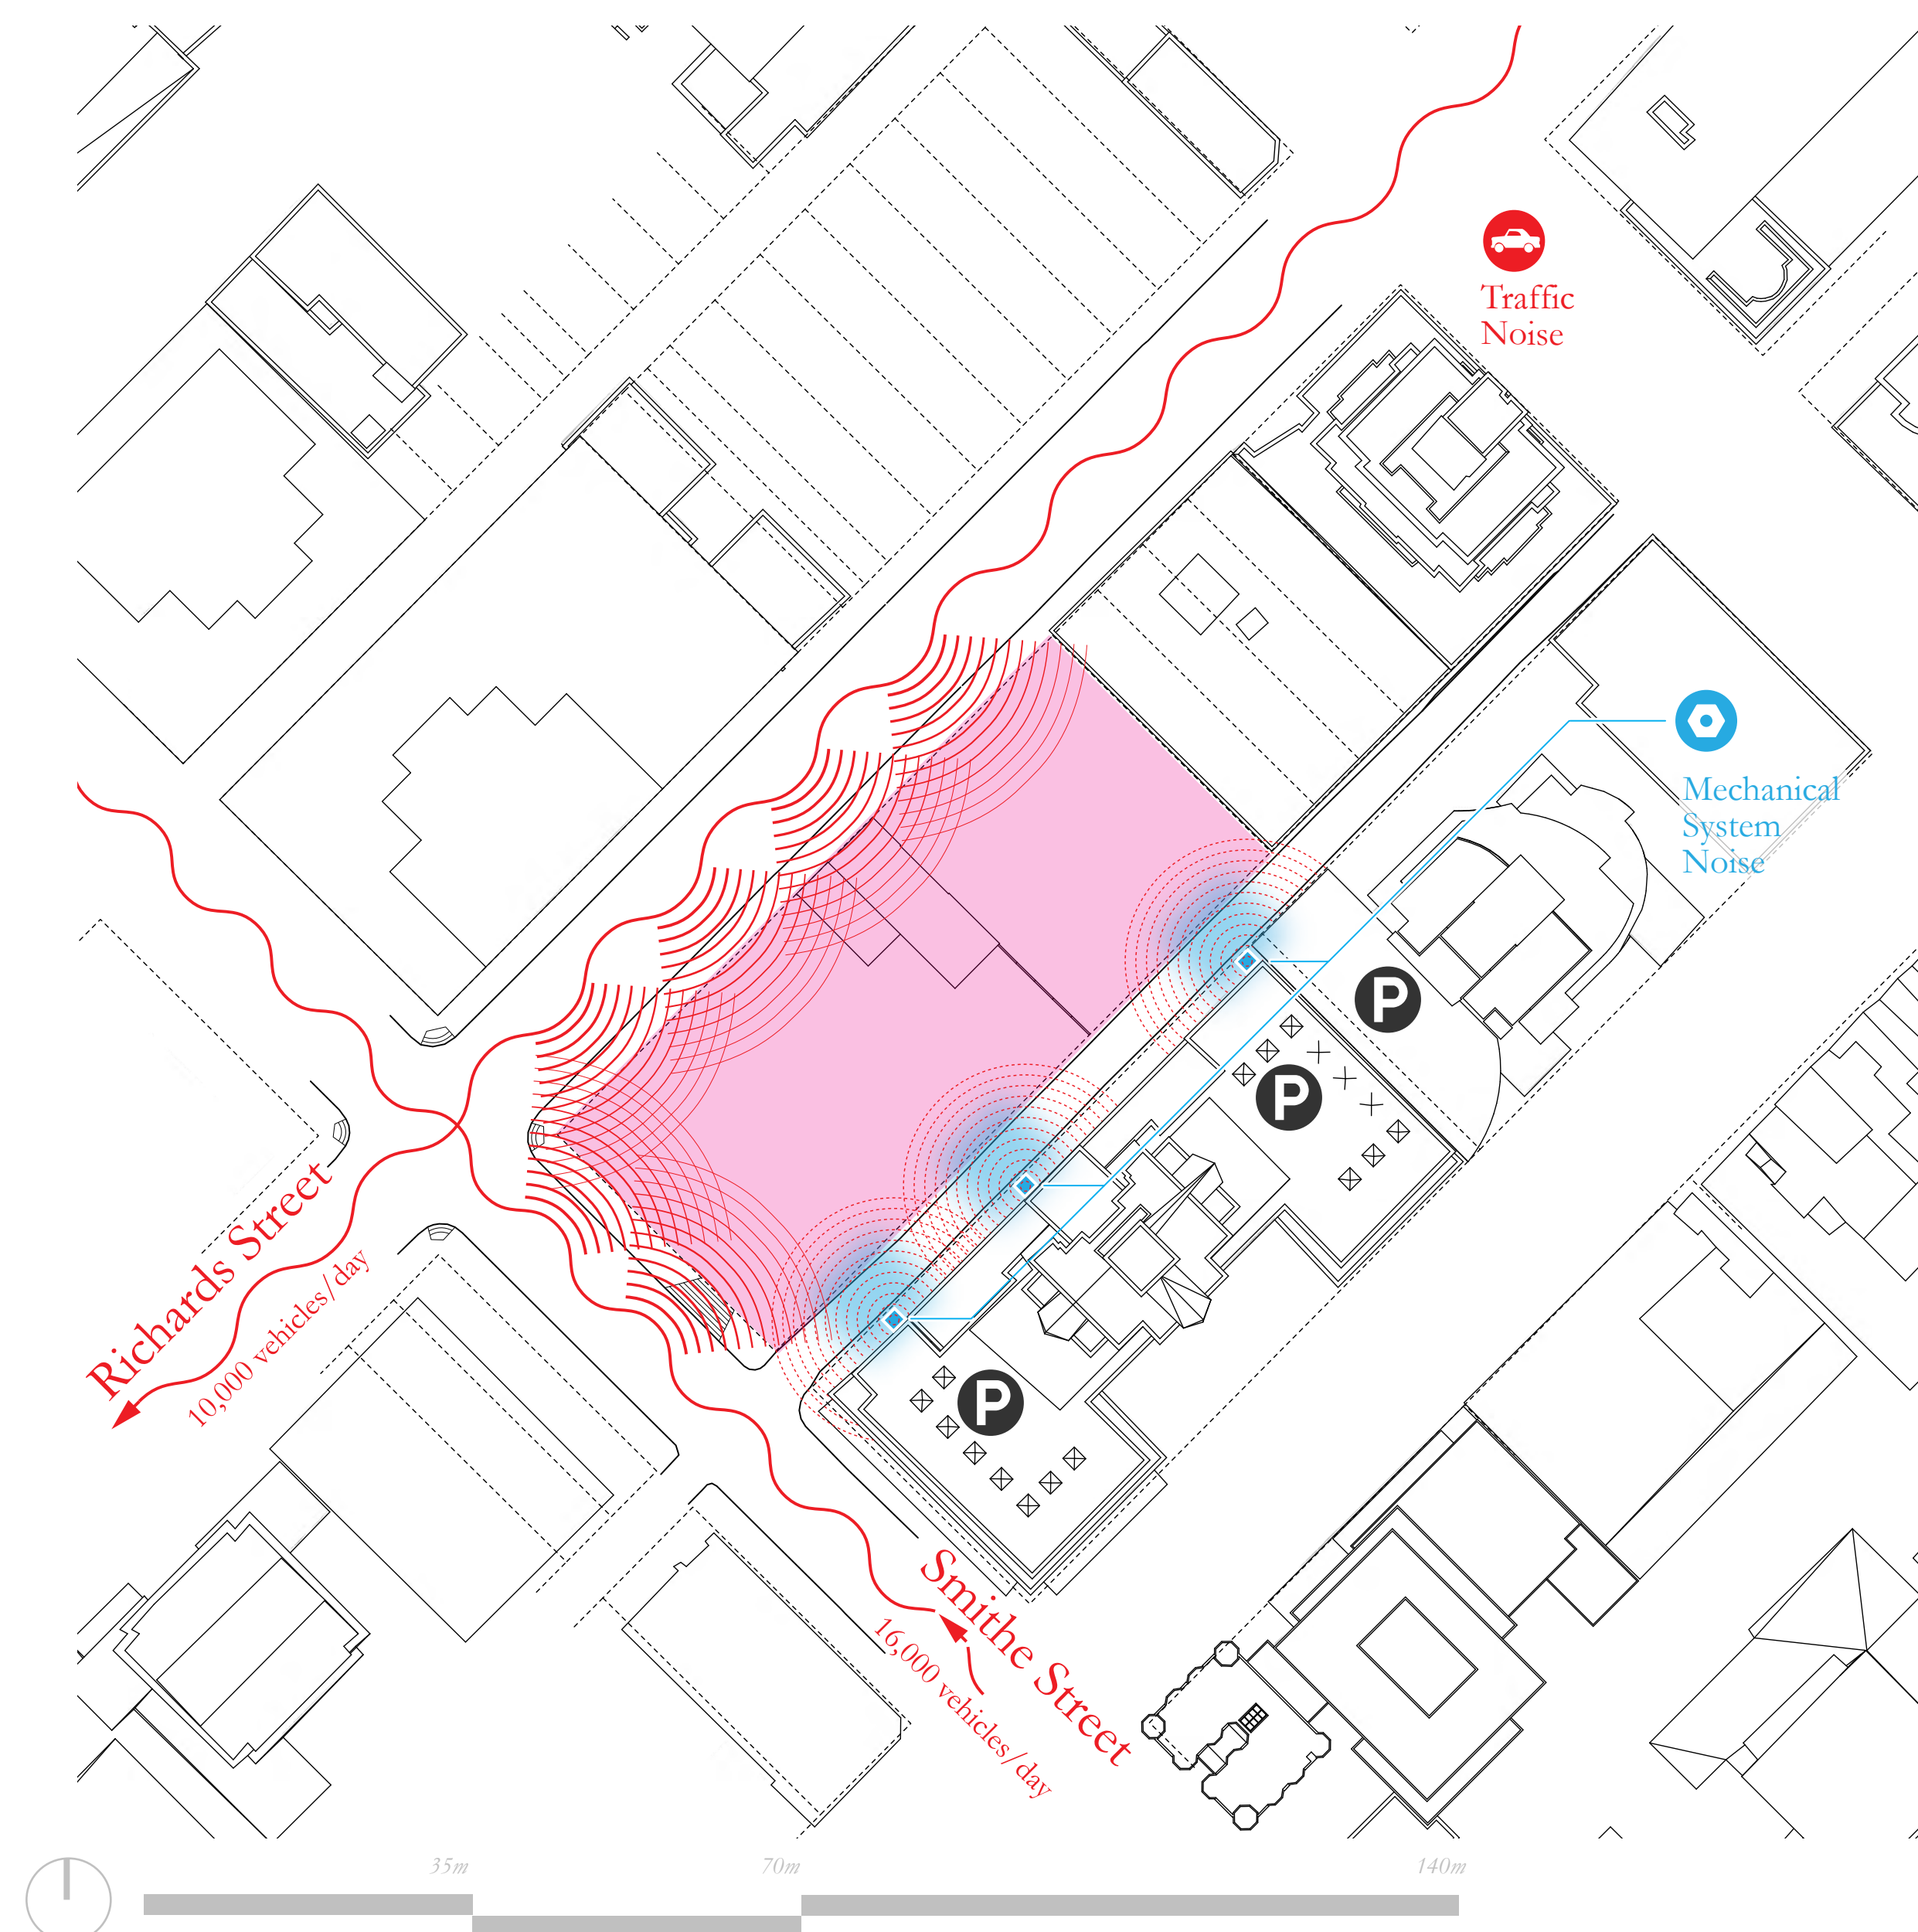 Traffic
Noise
Mechanical
System
Noise
P
P
P
Richards Street
10,000 vehicles/day
Smithe Street
16,000 vehicles/day
35m
70m
140m